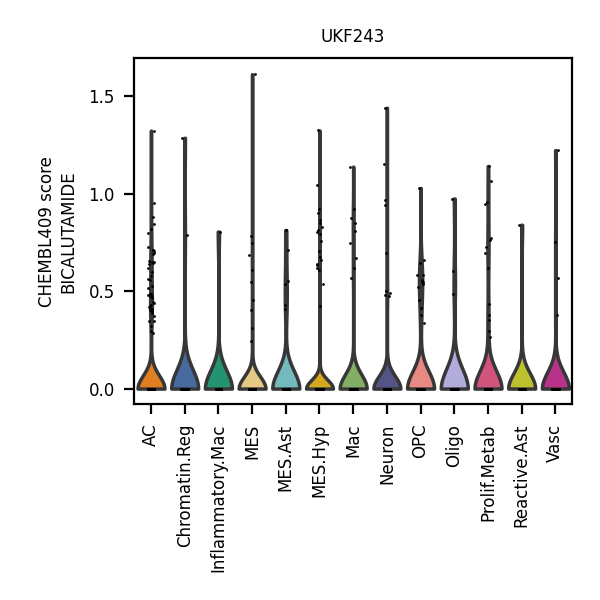 UKF243
CHEMBL409 score
BICALUTAMIDE
1.5
1.0
0.5
0.0
AC
Chromatin.Reg
Inflammatory.Mac
MES
MES.Ast
MES.Hyp
Mac
Neuron
OPC
Oligo
Prolif.Metab
Reactive.Ast
Vasc